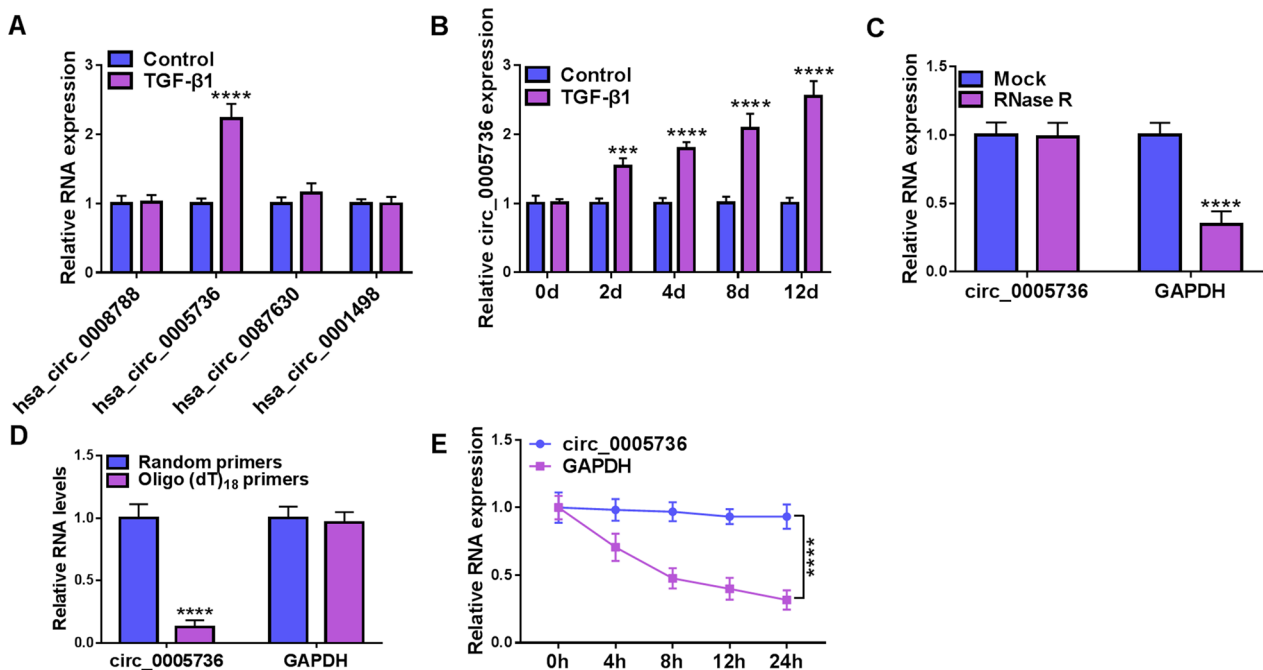 A
Relative RNA expression
Control
TGF-β1
3
2
1
0
****
hsa_circ_0008788
hsa_circ_0005736
hsa_circ_0087630
hsa_circ_0001498
B
Relative circ_0005736 expression
Control
TGF-β1
3
2
1
0
***
****
****
****
0d
2d
4d
8d
12d
C
Relative RNA expression
Mock
RNase R
1.5
1.0
0.5
0.0
****
circ_0005736
GAPDH
D
Relative RNA levels
Random primers
Oligo (dT)18 primers
1.5
1.0
0.5
0.0
****
circ_0005736
GAPDH
E
Relative RNA expression
circ_0005736
GAPDH
1.5
1.0
0.5
0.0
****
0h
4h
8h
12h
24h